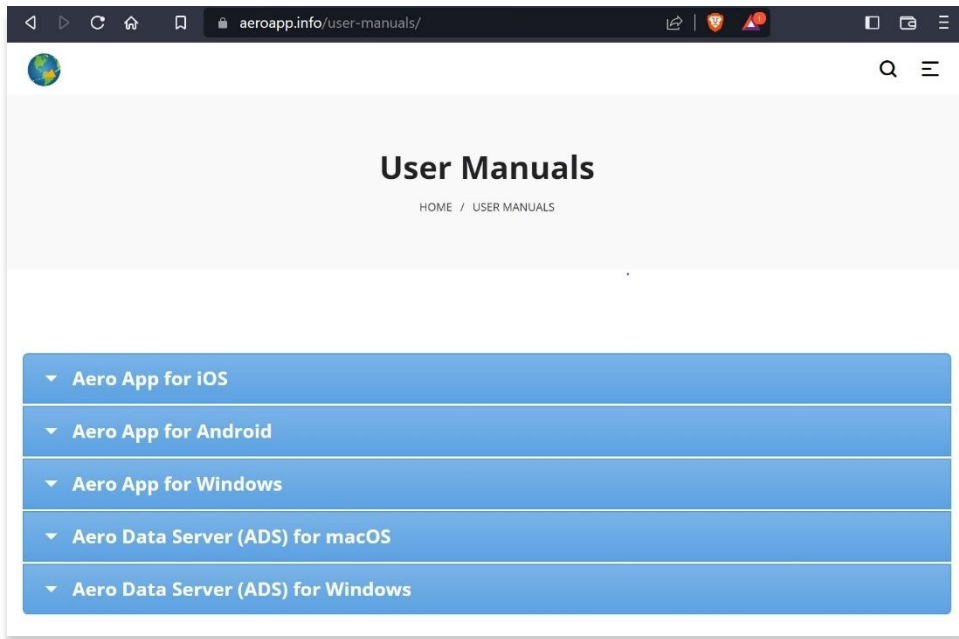 aeroapp.info/user-manuals/
1
User Manuals
HOME / USER MANUALS
Aero App for iOS
Aero App for Android
Aero App for Windows
Aero Data Server (ADS) for macOS
Aero Data Server (ADS) for Windows